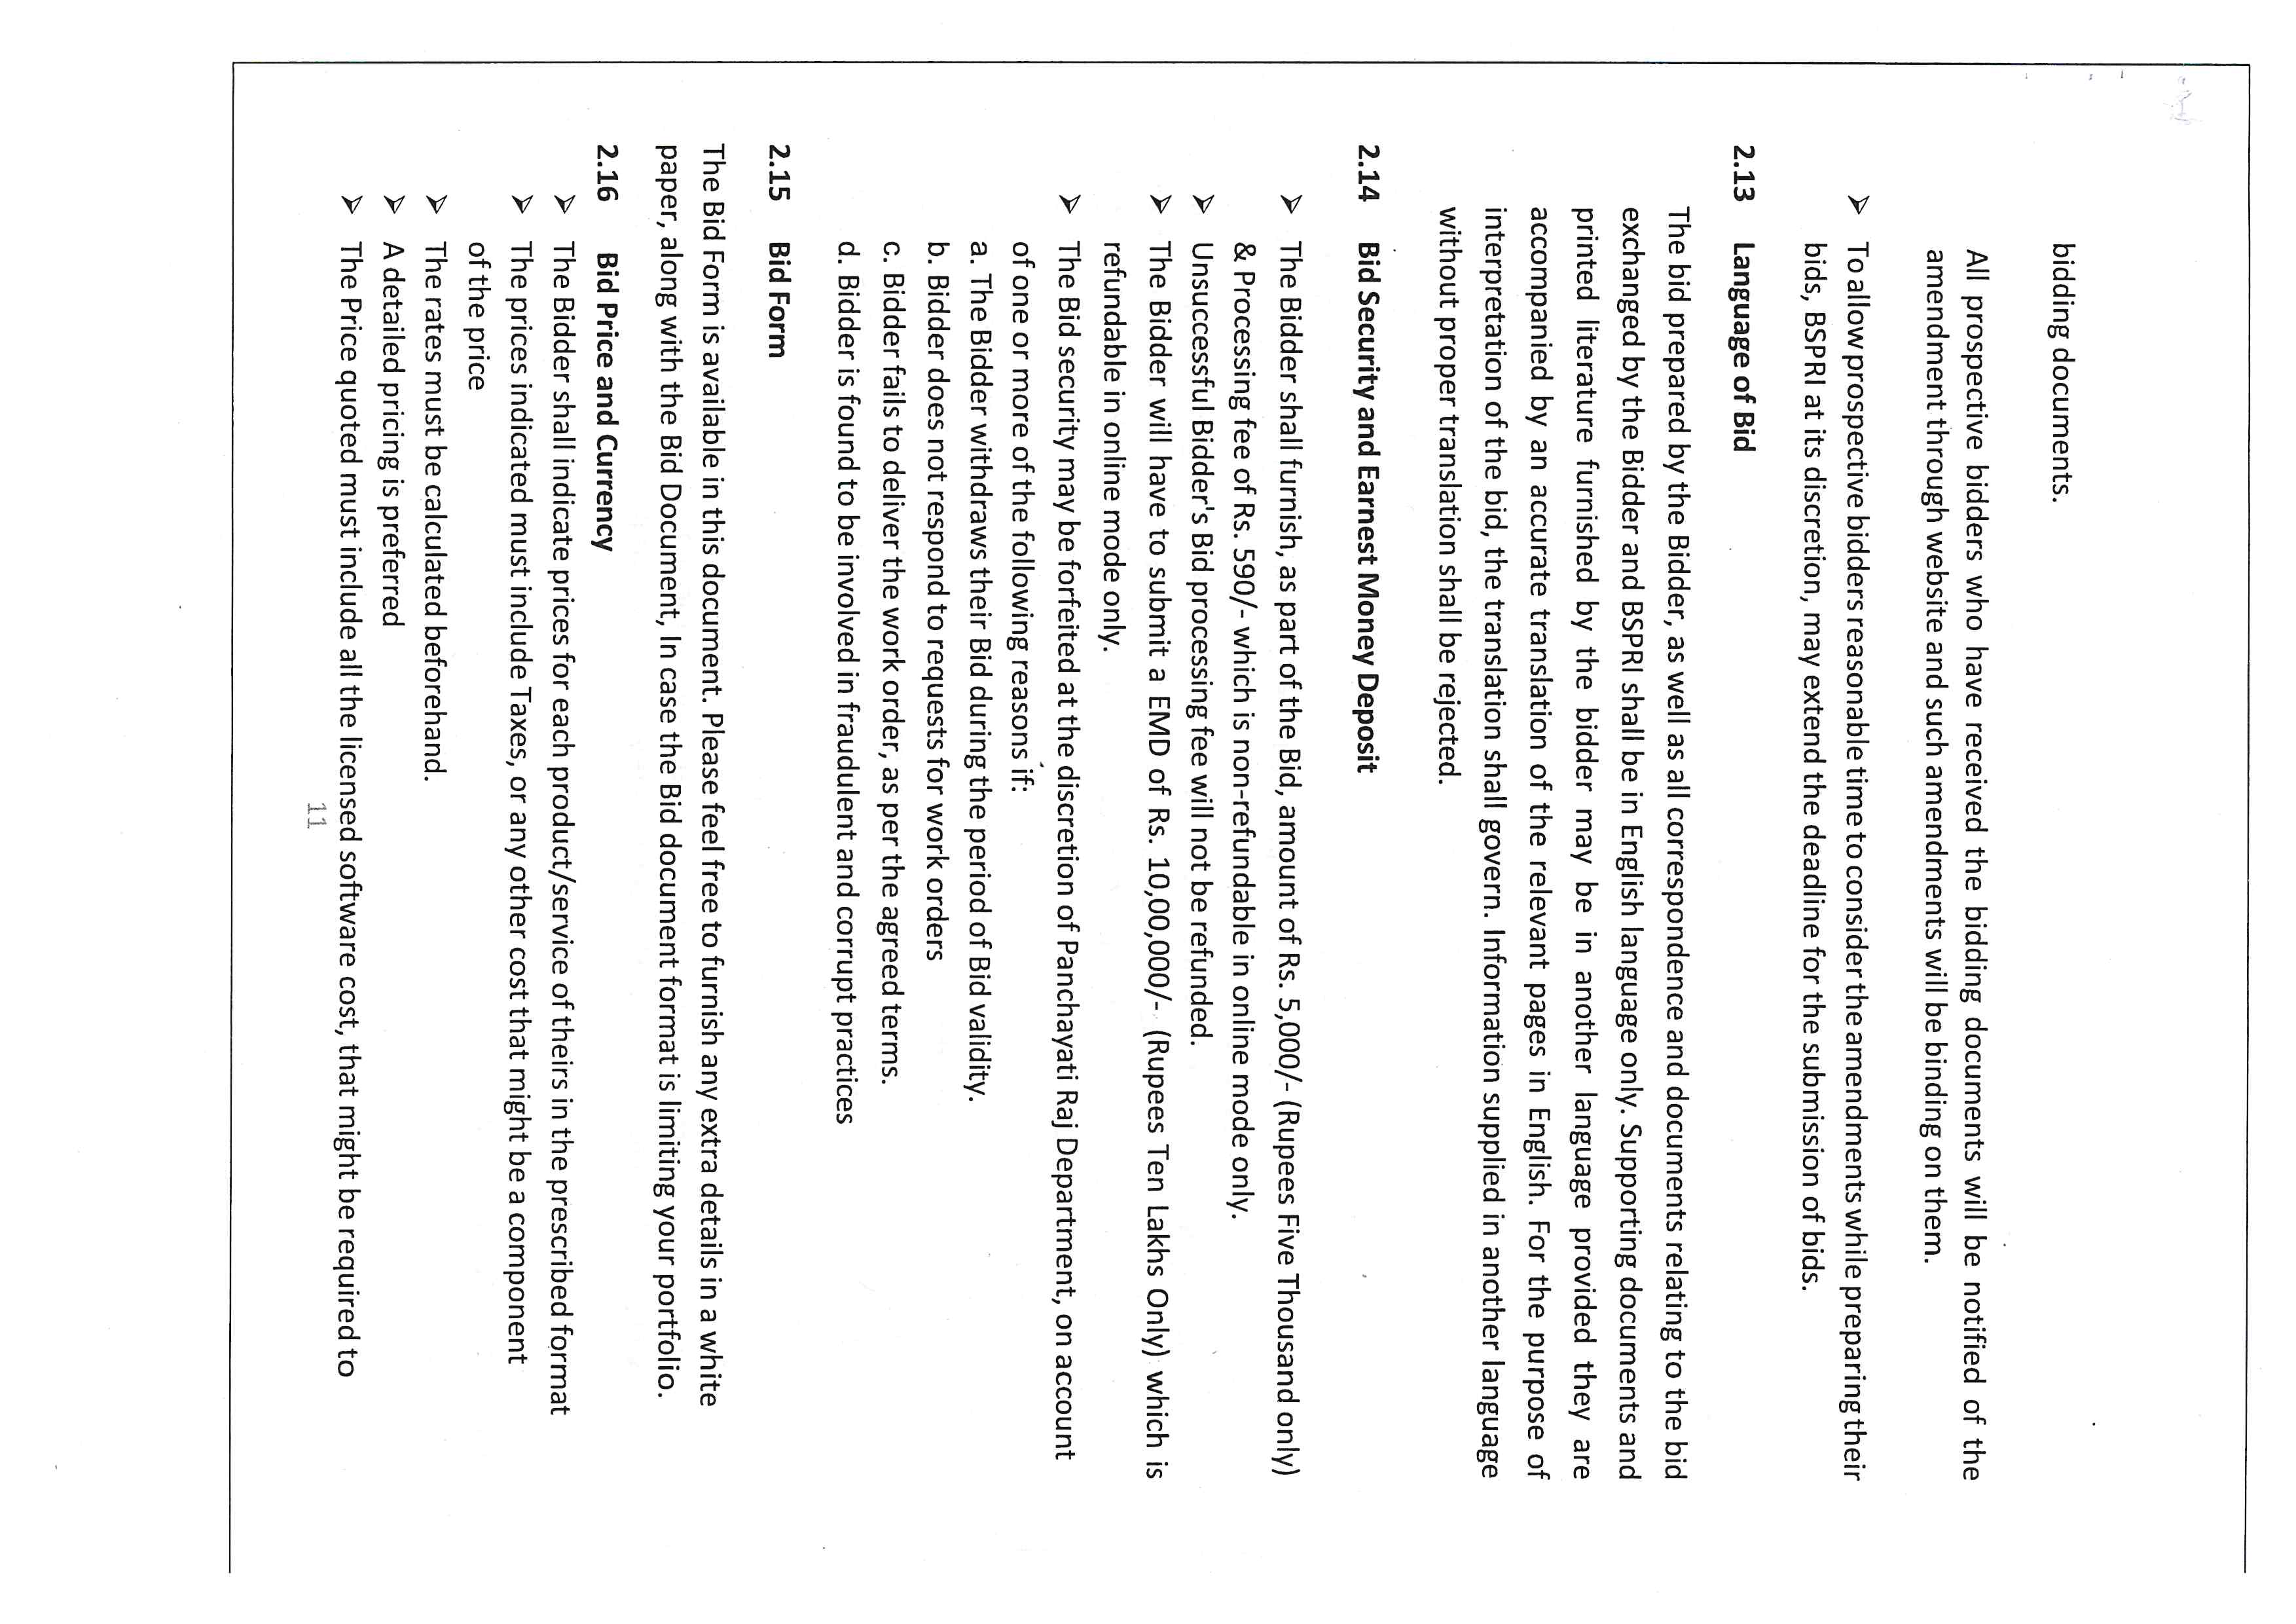 bidding documents.
All prospective bidders who have received the bidding documents will be notified of the
amendment through website and such amendments will be binding on them.
➢ To allow prospective bidders reasonable time to consider the amendments while preparing their
bids, BSPRI at its discretion, may extend the deadline for the submission of bids.
2.13 Language of Bid
The bid prepared by the Bidder, as well as all correspondence and documents relating to the bid
exchanged by the Bidder and BSPRI shall be in English language only. Supporting documents and
printed literature furnished by the bidder may be in another language provided they are
accompanied by an accurate translation of the relevant pages in English. For the purpose of
interpretation of the bid, the translation shall govern. Information supplied in another language
without proper translation shall be rejected.
2.14 Bid Security and Earnest Money Deposit
➢ The Bidder shall furnish, as part of the Bid, amount of Rs. 5,000/- (Rupees Five Thousand only)
& Processing fee of Rs. 590/- which is non-refundable in online mode only.
➢ Unsuccessful Bidder's Bid processing fee will not be refunded.
➢ The Bidder will have to submit a EMD of Rs. 10,00,000/- (Rupees Ten Lakhs Only) which is
refundable in online mode only.
➢ The Bid security may be forfeited at the discretion of Panchayati Raj Department, on account
of one or more of the following reasons if:
a. The Bidder withdraws their Bid during the period of Bid validity.
b. Bidder does not respond to requests for work orders
c. Bidder fails to deliver the work order, as per the agreed terms.
d. Bidder is found to be involved in fraudulent and corrupt practices
2.15 Bid Form
The Bid Form is available in this document. Please feel free to furnish any extra details in a white
paper, along with the Bid Document, In case the Bid document format is limiting your portfolio.
2.16 Bid Price and Currency
➢ The Bidder shall indicate prices for each product/service of theirs in the prescribed format
➢ The prices indicated must include Taxes, or any other cost that might be a component
of the price
➢ The rates must be calculated beforehand.
➢ A detailed pricing is preferred
➢ The Price quoted must include all the licensed software cost, that might be required to
11